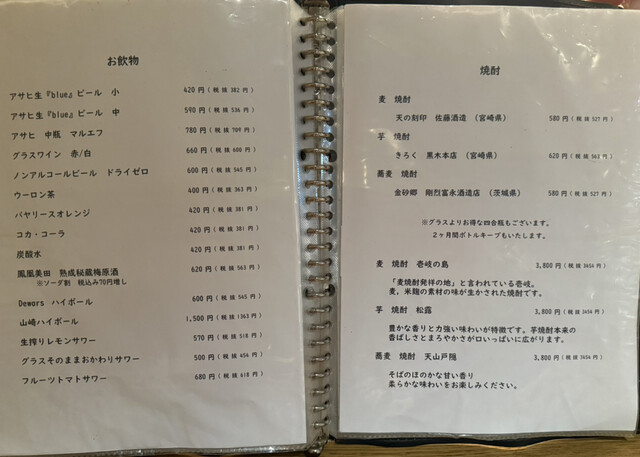 お飲物
アサヒ生『blue』ビール 小 420円(税抜382円)
アサヒ生『blue』ビール 中 590円(税抜536円)
アサヒ 中瓶 マルエフ 780円(税抜709円)
グラスワイン 赤/白 660円(税抜600円)
ノンアルコールビール ドライゼロ 600円(税抜545円)
ウーロン茶 400円(税抜363円)
バヤリースオレンジ 420円(税抜381円)
コカ・コーラ 420円(税抜381円)
炭酸水 420円(税抜381円)
鳳凰美田 熟成秘蔵梅原酒 620円(税抜563円)
※ソーダ割 税込み70円増し
Dewars ハイボール 600円(税抜545円)
山崎ハイボール 1,500円(税抜1363円)
生搾りレモンサワー 570円(税抜518円)
グラスそのままおかわりサワー 500円(税抜454円)
フルーツトマトサワー 680円(税抜618円)
焼酎
麦 焼酎
天の刻印 佐藤酒造 (宮崎県) 580円(税抜527円)
芋 焼酎
きろく 黒木本店 (宮崎県) 620円(税抜563円)
蕎麦 焼酎
金砂郷 剛烈富永酒造店 (茨城県) 580円(税抜527円)
※グラスよりお得な四合瓶もございます。
2ヶ月間ボトルキープもいたします。
麦 焼酎 壱岐の島 3,800円(税抜3454円)
「麦焼酎発祥の地」と言われている壱岐。
麦、米麹の素材の味が生かされた焼酎です。
芋 焼酎 松露 3,800円(税抜3454円)
豊かな香りと力強い味わいが特徴です。芋焼酎本来の
香ばしさとまろやかさが口いっぱいに広がります。
蕎麦 焼酎 天山戸隠 3,800円(税抜3454円)
そばのほのかな甘い香り
柔らかな味わいをお楽しみください。